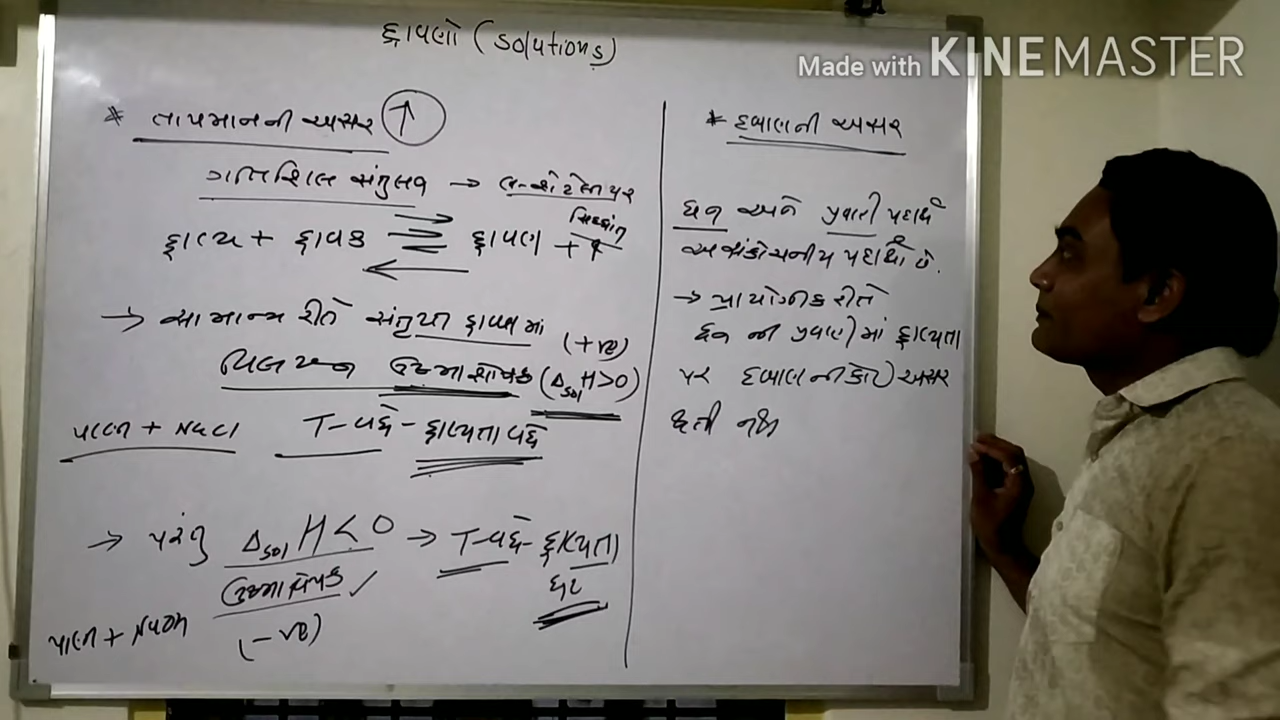 દ્રાવણો (Solutions)
Made with KINEMASTER
* તાપમાનની અસર ↑
ગતિશિલ સંતુલન → લ-શેટેલિયર
સિદ્ધાંત
દ્રાવ્ય + દ્રાવક ⇌ દ્રાવણ +
→ સામાન્ય રીતે સંતૃપ્ત દ્રાવણમાં
(+ve)
વિલયન ઉષ્માશોષક (Δsol H>0)
પાણી + NaCl T-વધે - દ્રાવ્યતા વધે
→ પરંતુ Δsol H < 0 → T-વધે - દ્રાવ્યતા
ઉષ્માક્ષેપક ✓ ઘટે
પાણી + NaOH (-ve)
* દબાણની અસર
ઘન અને પ્રવાહી પદાર્થ
અસંકોચનીય પદાર્થો છે.
→ પ્રાયોગીક રીતે
ઘન ની પ્રવાહીમાં દ્રાવ્યતા
પર દબાણની કોઈ અસર
થતી નથી